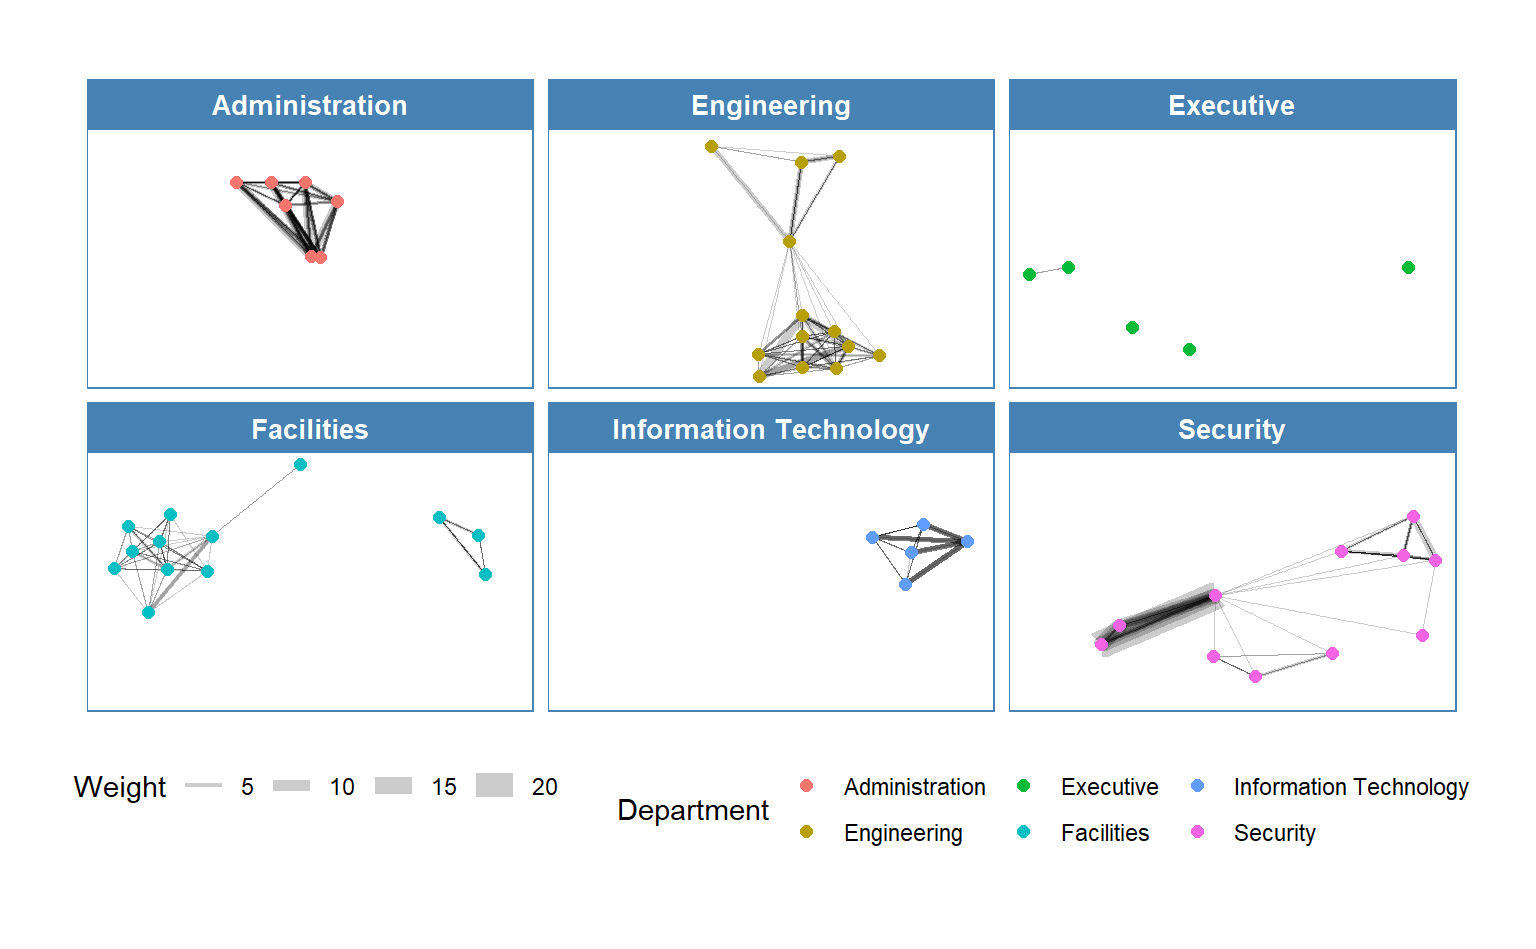 Administration
Engineering
Executive
Facilities
Information Technology
Security
Weight 5 10 15 20
Department
Administration
Executive
Information Technology
Engineering
Facilities
Security